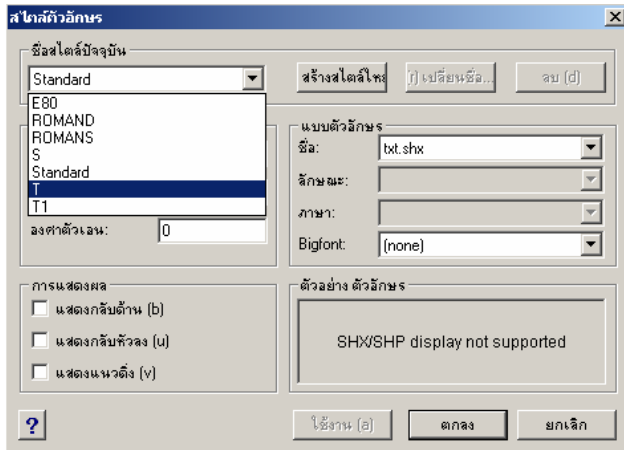 สไตล์ตัวอักษร
ชื่อสไตล์ปัจจุบัน
Standard
สร้างสไตล์ให
(r) เปลี่ยนชื่อ...
ลบ (d)
E80
ROMAND
ROMANS
S
Standard
T
T1
องศาตัวเอน:
0
แบบตัวอักษร
ชื่อ:
txt.shx
ลักษณะ:
ภาษา:
Bigfont:
(none)
การแสดงผล
แสดงกลับด้าน (b)
แสดงกลับหัวลง (u)
แสดงแนวดิ่ง (v)
ตัวอย่าง ตัวอักษร
SHX/SHP display not supported
?
ใช้งาน (a)
ตกลง
ยกเลิก